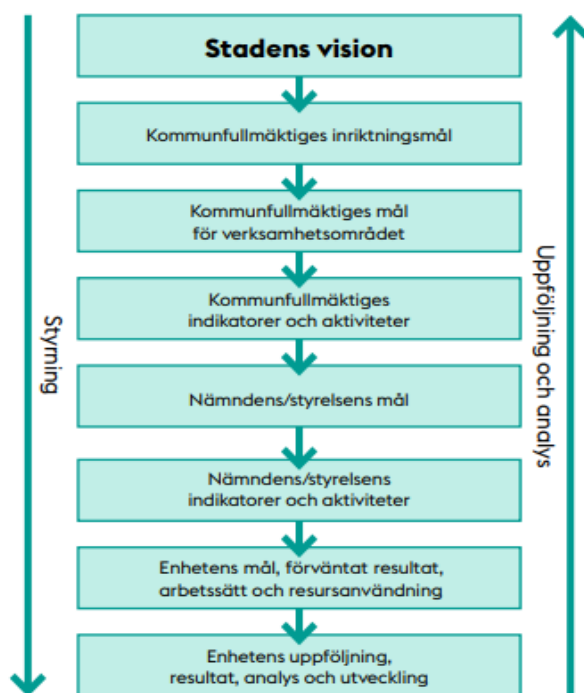 Stadens vision
Kommunfullmäktiges inriktningsmål
Kommunfullmäktiges mål
för verksamhetsområdet
Kommunfullmäktiges
indikatorer och aktiviteter
Nämndens/styrelsens mål
Nämndens/styrelsens
indikatorer och aktiviteter
Enhetens mål, förväntat resultat,
arbetssätt och resursanvändning
Enhetens uppföljning,
resultat, analys och utveckling
Styrning
Uppföljning och analys